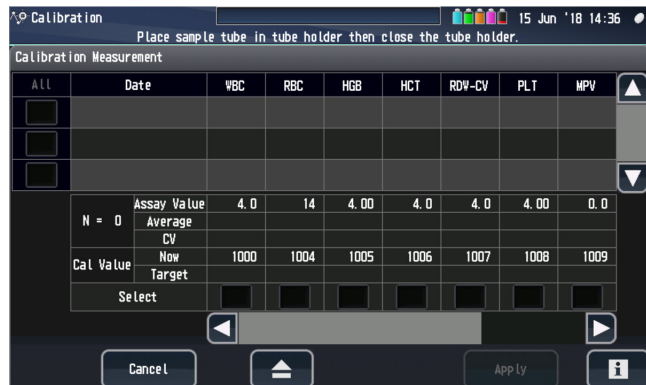 Calibration
15 Jun '18 14:36
Place sample tube in tube holder then close the tube holder.
Calibration Measurement
All Date WBC RBC HGB HCT RDW-CV PLT MPV
N = 0 Assay Value 4.0 14 4.00 4.0 4.0 4.00 0.0
Average
CV
Cal Value Now 1000 1004 1005 1006 1007 1008 1009
Target
Select
Cancel Apply i